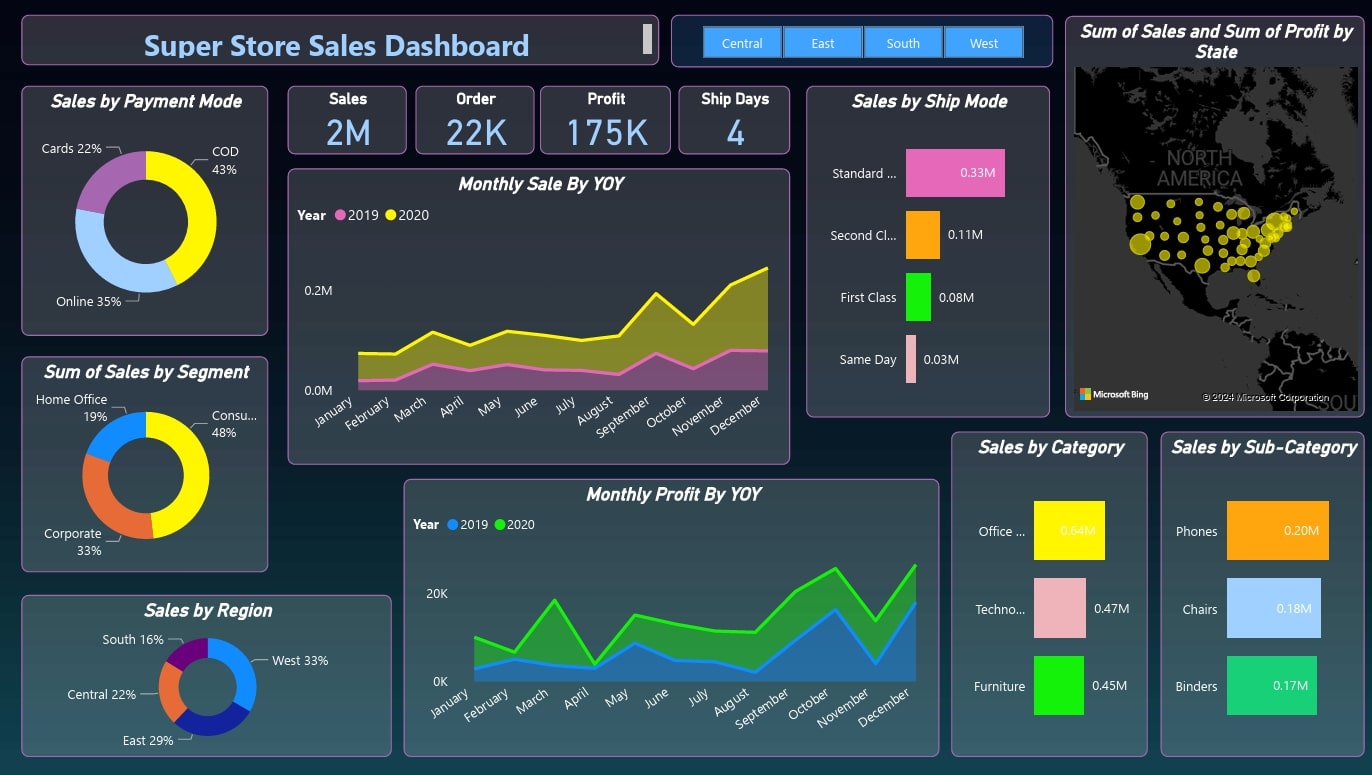 Super Store Sales Dashboard
Central
East
South
West
Sum of Sales and Sum of Profit by
State
NORTH
AMERICA
Microsoft Bing
© 2024 Microsoft Corporation
SOU
Sales by Payment Mode
Cards 22%
COD
43%
Online 35%
Sales
2M
Order
22K
Profit
175K
Ship Days
4
Monthly Sale By YOY
Year
2019
2020
0.2M
0.0M
January
February
March
April
May
June
July
August
September
October
November
December
Sales by Ship Mode
Standard ...
0.33M
Second Cl...
0.11M
First Class
0.08M
Same Day
0.03M
Sum of Sales by Segment
Home Office
19%
Consu...
48%
Corporate
33%
Monthly Profit By YOY
Year
2019
2020
20K
0K
January
February
March
April
May
June
July
August
September
October
November
December
Sales by Category
Office ...
0.64M
Techno...
0.47M
Furniture
0.45M
Sales by Sub-Category
Phones
0.20M
Chairs
0.18M
Binders
0.17M
Sales by Region
South 16%
West 33%
Central 22%
East 29%